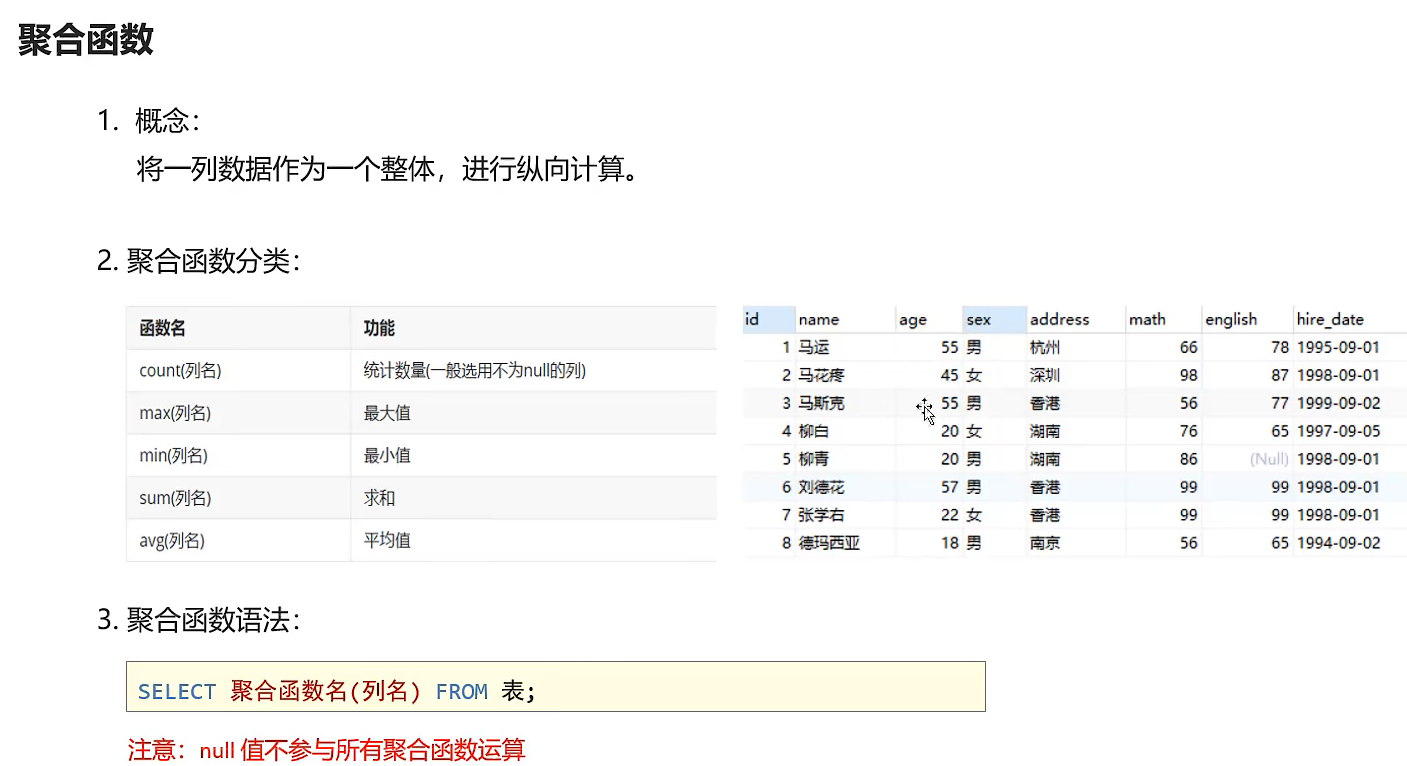 聚合函数
1. 概念：
将一列数据作为一个整体，进行纵向计算。
2. 聚合函数分类：
函数名 功能
count(列名) 统计数量(一般选用不为null的列)
max(列名) 最大值
min(列名) 最小值
sum(列名) 求和
avg(列名) 平均值
id name age sex address math english hire_date
1 马运 55 男 杭州 66 78 1995-09-01
2 马花疼 45 女 深圳 98 87 1998-09-01
3 马斯克 55 男 香港 56 77 1999-09-02
4 柳白 20 女 湖南 76 65 1997-09-05
5 柳青 20 男 湖南 86 (Null) 1998-09-01
6 刘德花 57 男 香港 99 99 1998-09-01
7 张学右 22 女 香港 99 99 1998-09-01
8 德玛西亚 18 男 南京 56 65 1994-09-02
3. 聚合函数语法：
SELECT 聚合函数名(列名) FROM 表;
注意：null 值不参与所有聚合函数运算